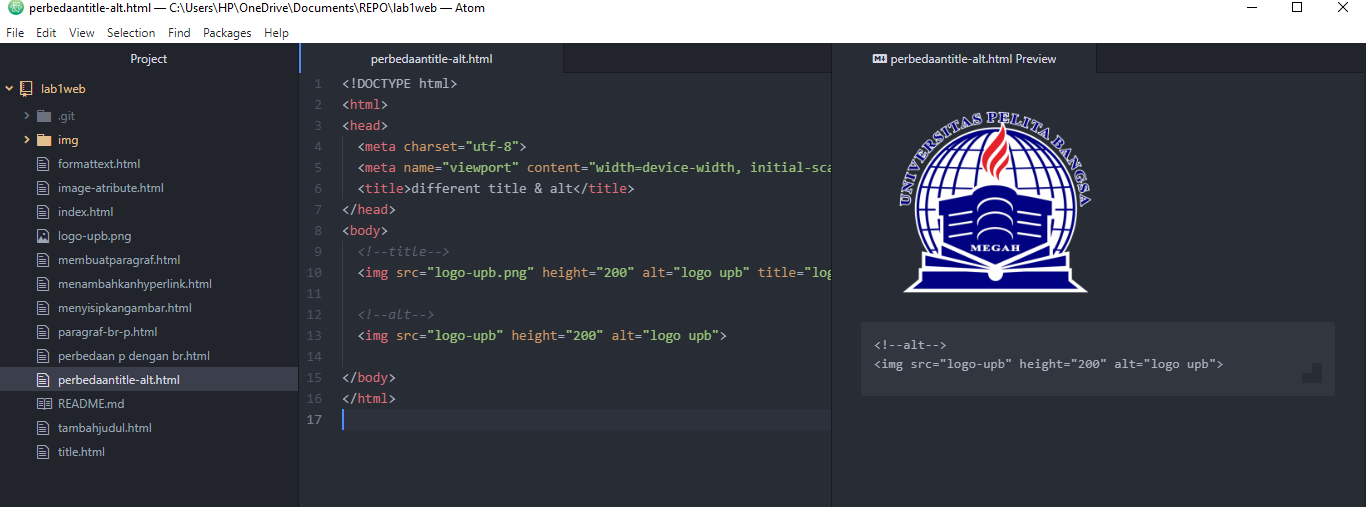 perbedaantitle-alt.html — C:\Users\HP\OneDrive\Documents\REPO\lab1web — Atom
File Edit View Selection Find Packages Help
Project
lab1web
.git
img
formattext.html
image-atribute.html
index.html
logo-upb.png
membuatparagraf.html
menambahkanhyperlink.html
menyisipkangambar.html
paragraf-br-p.html
perbedaan p dengan br.html
perbedaantitle-alt.html
README.md
tambahjudul.html
title.html
perbedaantitle-alt.html
1 <!DOCTYPE html>
2 <html>
3 <head>
4 <meta charset="utf-8">
5 <meta name="viewport" content="width=device-width, initial-sca
6 <title>different title & alt</title>
7 </head>
8 <body>
9 <!--title-->
10 <img src="logo-upb.png" height="200" alt="logo upb" title="log
11
12 <!--alt-->
13 <img src="logo-upb" height="200" alt="logo upb">
14
15 </body>
16 </html>
17
perbedaantitle-alt.html Preview
UNIVERSITAS PELITA BANGSA
MEGAH
<!--alt-->
<img src="logo-upb" height="200" alt="logo upb">